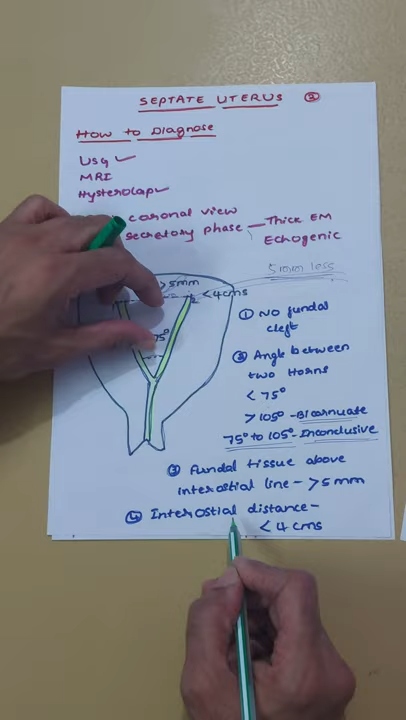 SEPTATE UTERUS ②
How to Diagnose
USG ✓
MRI
Hysterolap ✓
coronal view
secretory phase — Thick EM
Echogenic
5mm loss
> 5mm
< 4cms
75°
① No fundal
cleft
② Angle between
two Horns
< 75°
> 105° - Bicornuate
75° to 105° - Inconclusive
③ Fundal tissue above
interostial line - > 5mm
④ Interostial distance -
< 4 cms